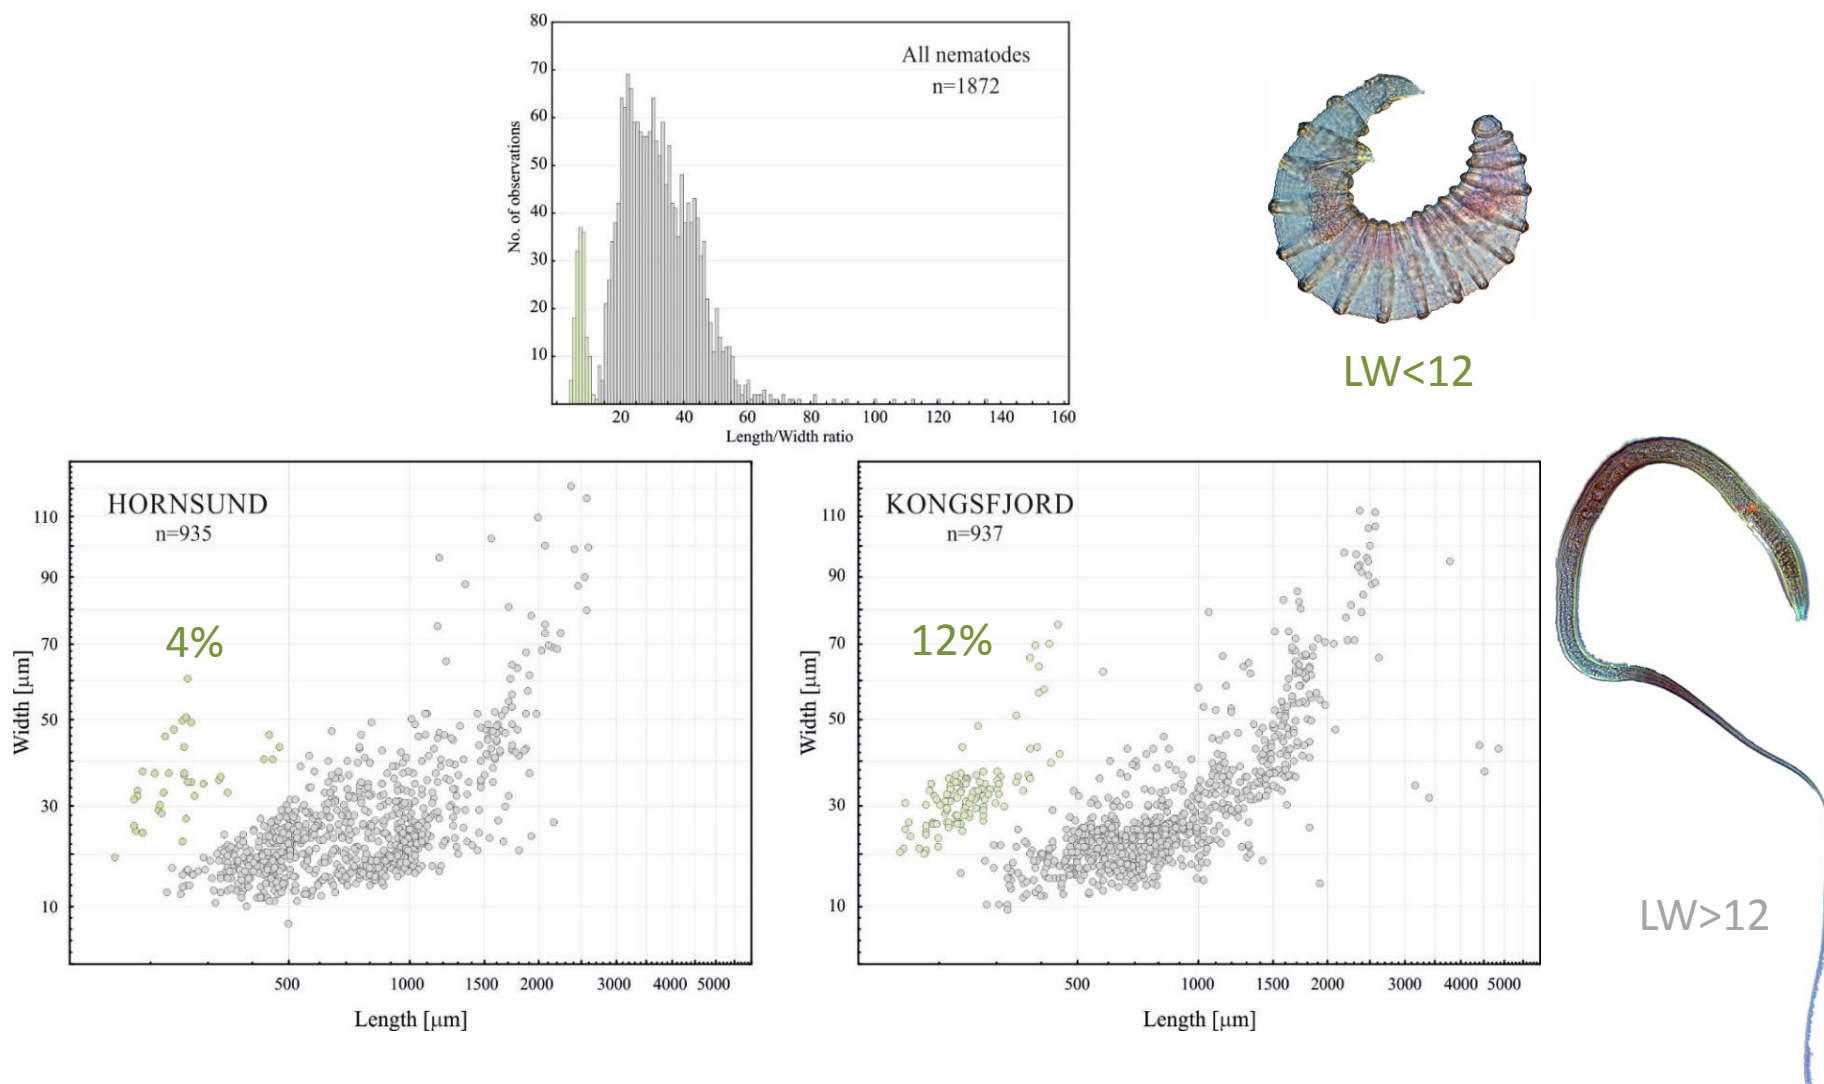 80
70
60
50
40
30
20
10
No. of observations
All nematodes
n=1872
20 40 60 80 100 120 140 160
Length/Width ratio
LW<12
HORNSUND
n=935
4%
110
90
70
50
30
10
Width [μm]
500 1000 1500 2000 3000 4000 5000
Length [μm]
KONGSFJORD
n=937
12%
110
90
70
50
30
10
Width [μm]
500 1000 1500 2000 3000 4000 5000
Length [μm]
LW>12